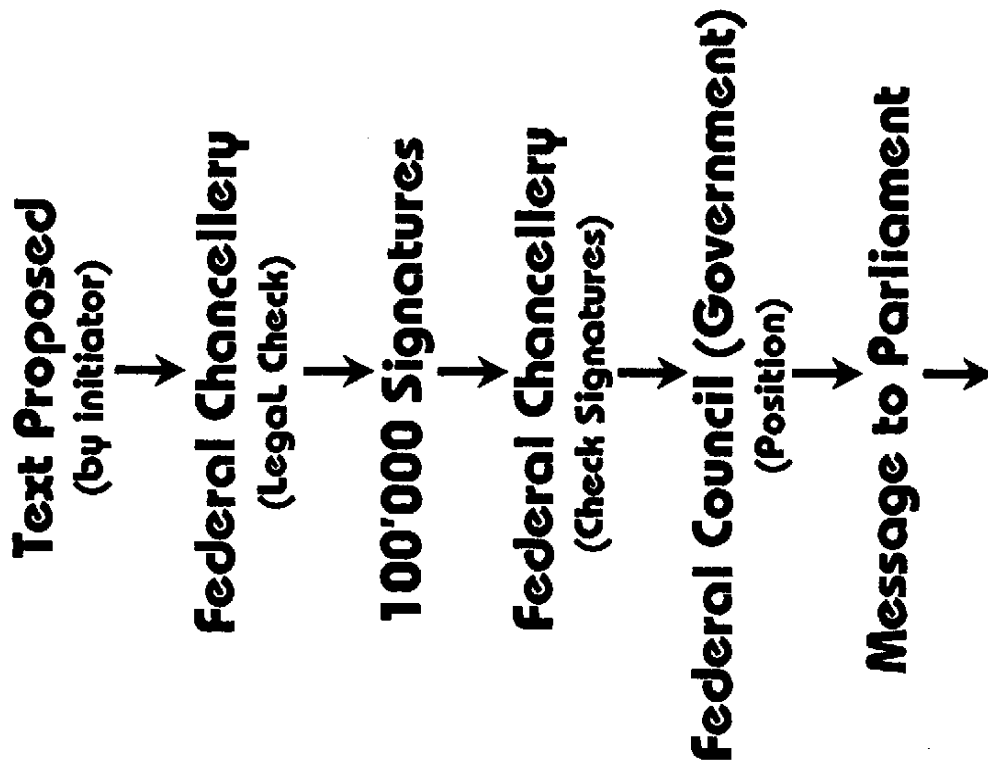 Text Proposed
(by initiator)
Federal Chancellery
(Legal Check)
100'000 Signatures
Federal Chancellery
(Check Signatures)
Federal Council (Government)
(Position)
Message to Parliament